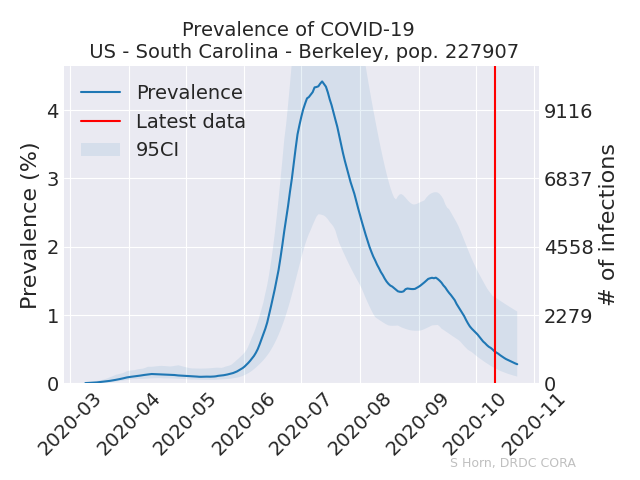 Prevalence of COVID-19
US - South Carolina - Berkeley, pop. 227907
Prevalence
Latest data
95CI
Prevalence (%)
4
3
2
1
0
9116
6837
4558
2279
0
# of infections
2020-03
2020-04
2020-05
2020-06
2020-07
2020-08
2020-09
2020-10
2020-11
S Horn, DRDC CORA